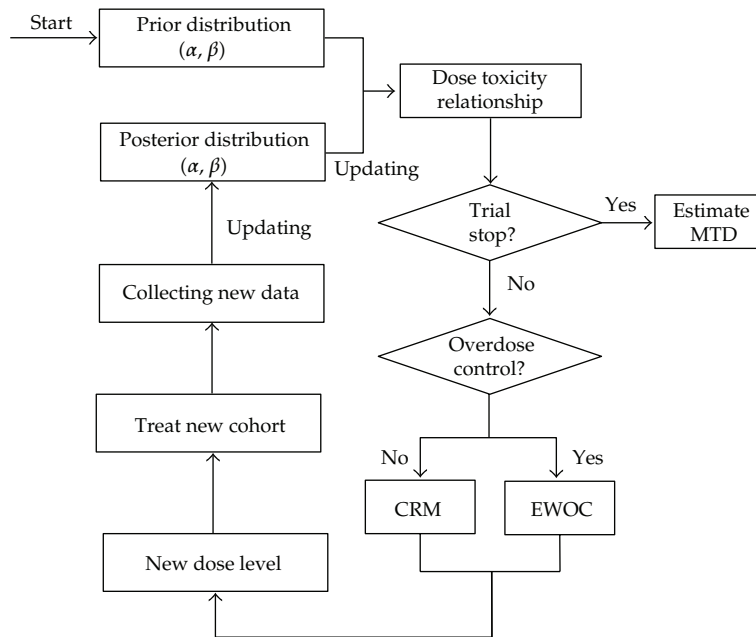 Start
Prior distribution
(α, β)
Dose toxicity
relationship
Posterior distribution
(α, β)
Updating
Trial
stop?
Yes
Estimate
MTD
Updating
No
Collecting new data
Overdose
control?
Treat new cohort
No
Yes
CRM
EWOC
New dose level